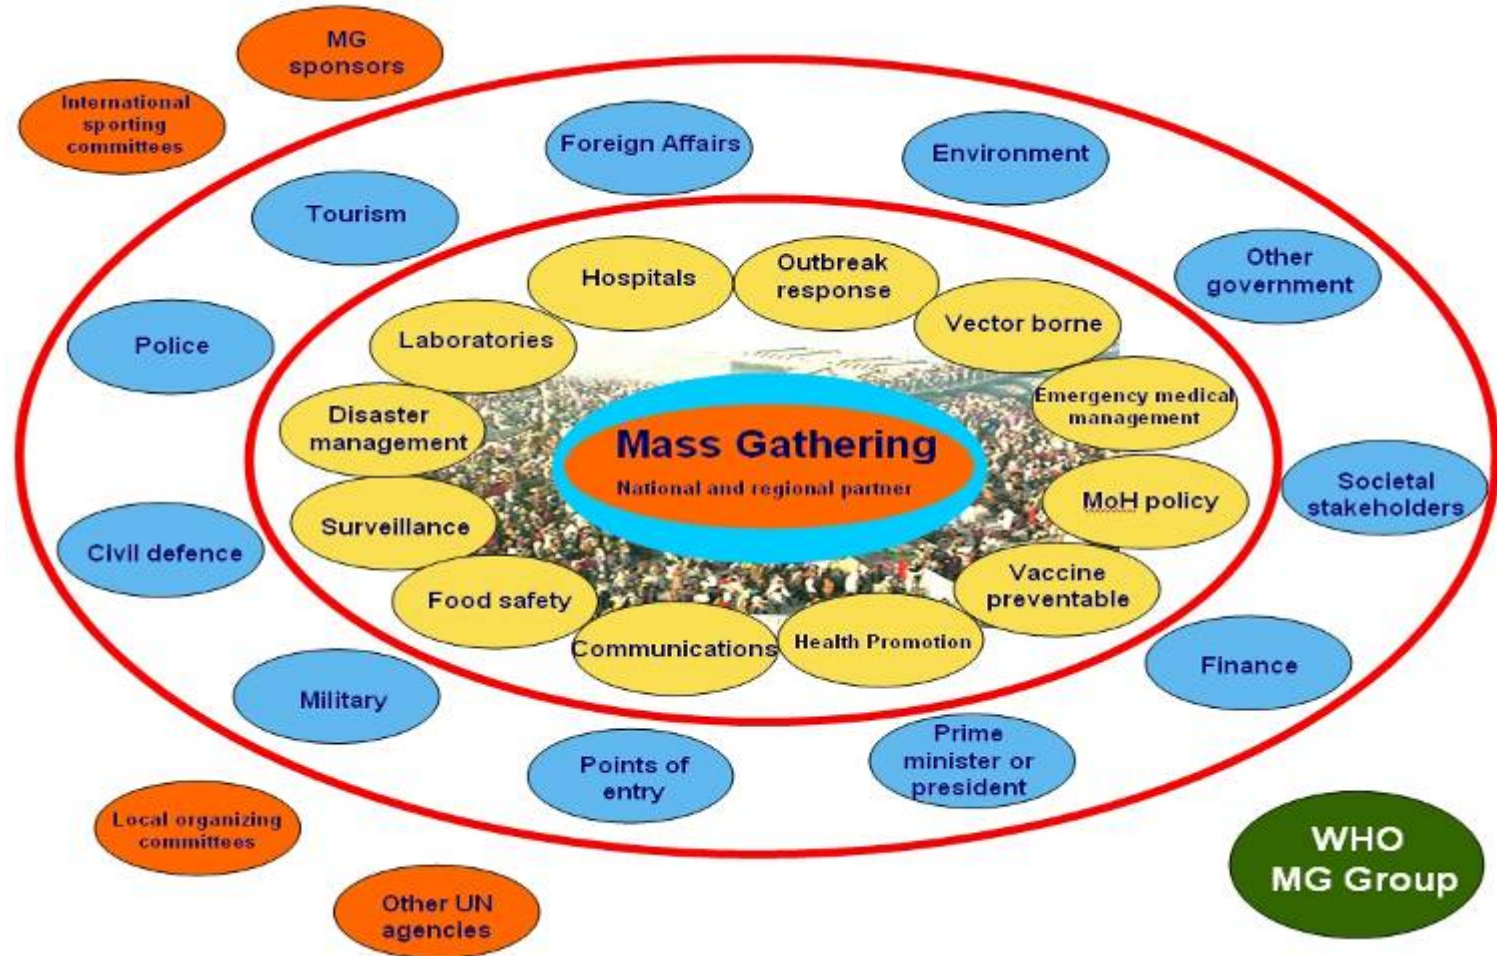 MG
sponsors
International
sporting
committees
Foreign Affairs
Environment
Tourism
Other
government
Hospitals
Outbreak
response
Vector borne
Police
Laboratories
Emergency medical
management
Disaster
management
Mass Gathering
National and regional partner
MoH policy
Societal
stakeholders
Surveillance
Civil defence
Vaccine
preventable
Food safety
Communications
Health Promotion
Finance
Military
Points of
entry
Prime
minister or
president
Local organizing
committees
WHO
MG Group
Other UN
agencies